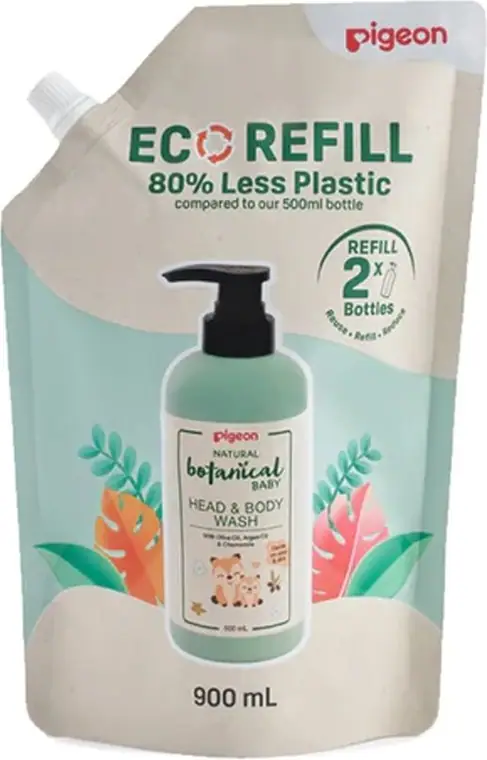 pigeon
ECO REFILL
80% Less Plastic
compared to our 500ml bottle
REFILL
2x
Bottles
Reuse • Refill • Reduce
pigeon
NATURAL
botanical
BABY
HEAD & BODY
WASH
With Olive Oil, Argan Oil
& Chamomile
500 mL
900 mL